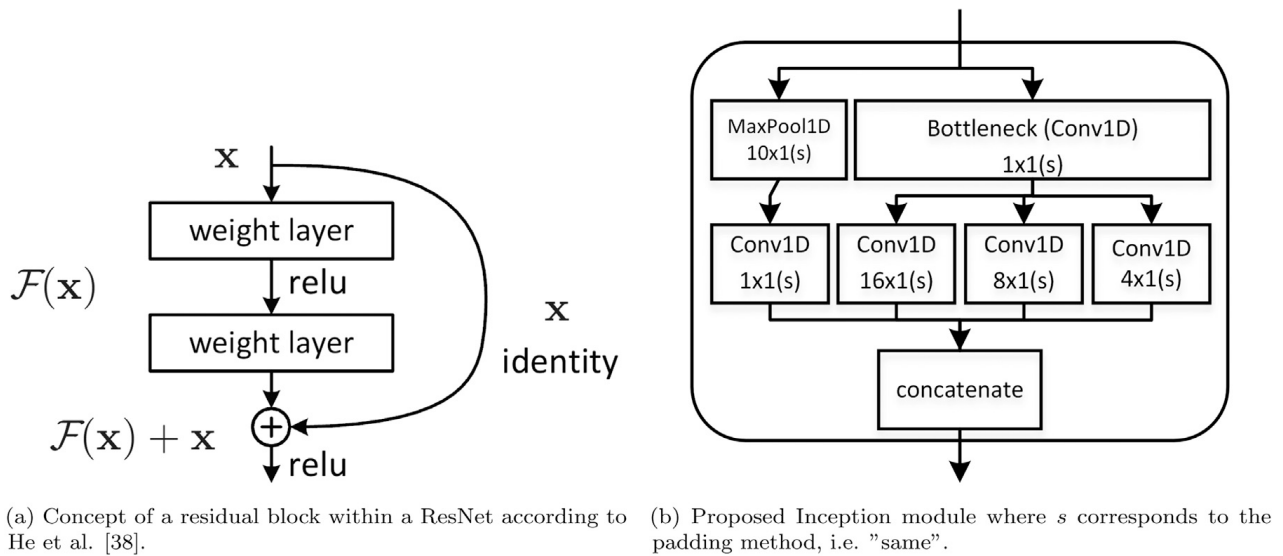 x
weight layer
F(x)
relu
weight layer
x
identity
F(x) + x
relu
MaxPool1D
10x1(s)
Bottleneck (Conv1D)
1x1(s)
Conv1D
1x1(s)
Conv1D
16x1(s)
Conv1D
8x1(s)
Conv1D
4x1(s)
concatenate
(a) Concept of a residual block within a ResNet according to
He et al. [38].
(b) Proposed Inception module where s corresponds to the
padding method, i.e. ”same”.